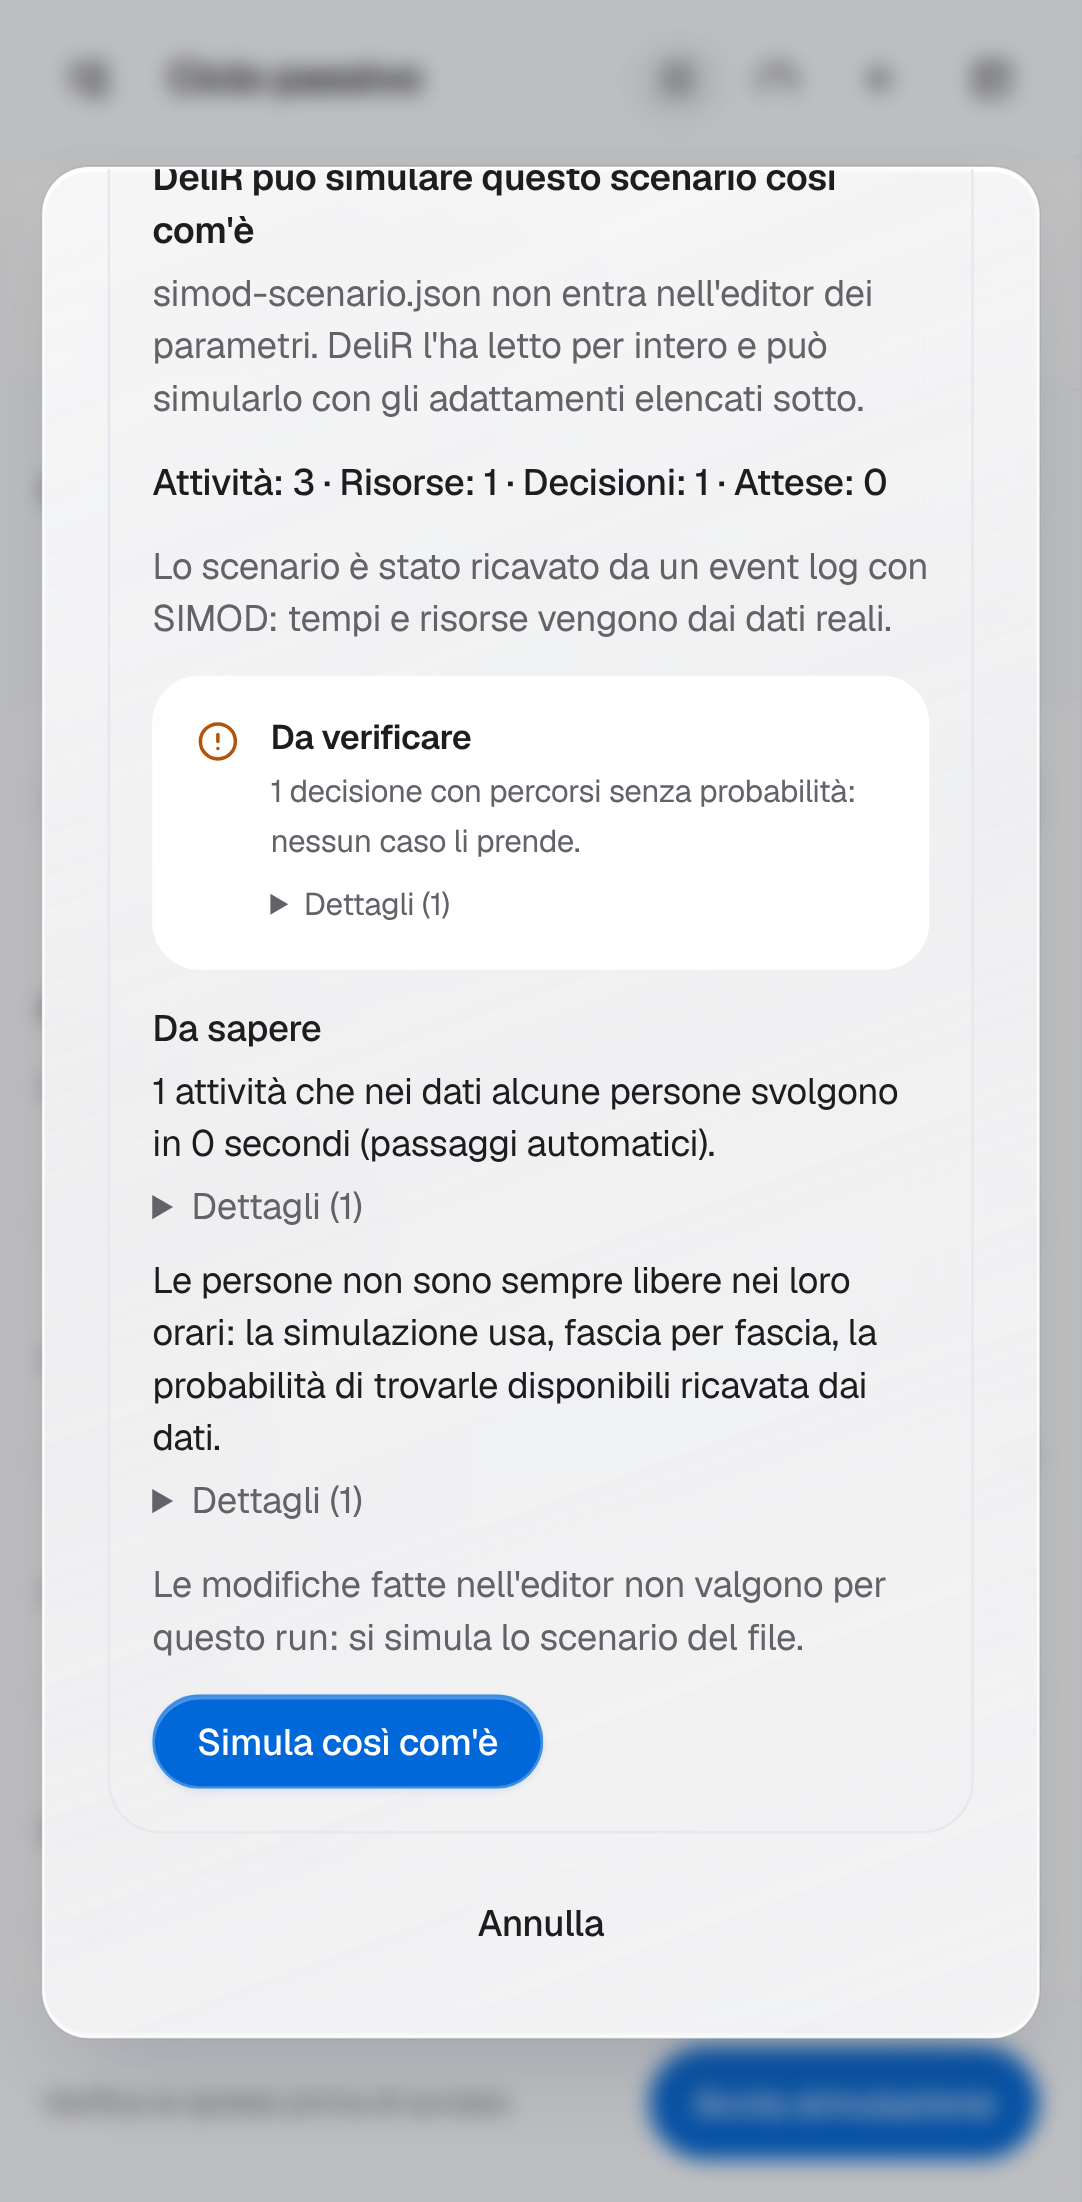 DeliR può simulare questo scenario così
com'è
simod-scenario.json non entra nell'editor dei
parametri. DeliR l'ha letto per intero e può
simularlo con gli adattamenti elencati sotto.
Attività: 3 · Risorse: 1 · Decisioni: 1 · Attese: 0
Lo scenario è stato ricavato da un event log con
SIMOD: tempi e risorse vengono dai dati reali.
Da verificare
1 decisione con percorsi senza probabilità:
nessun caso li prende.
▶ Dettagli (1)
Da sapere
1 attività che nei dati alcune persone svolgono
in 0 secondi (passaggi automatici).
▶ Dettagli (1)
Le persone non sono sempre libere nei loro
orari: la simulazione usa, fascia per fascia, la
probabilità di trovarle disponibili ricavata dai
dati.
▶ Dettagli (1)
Le modifiche fatte nell'editor non valgono per
questo run: si simula lo scenario del file.
Simula così com'è
Annulla